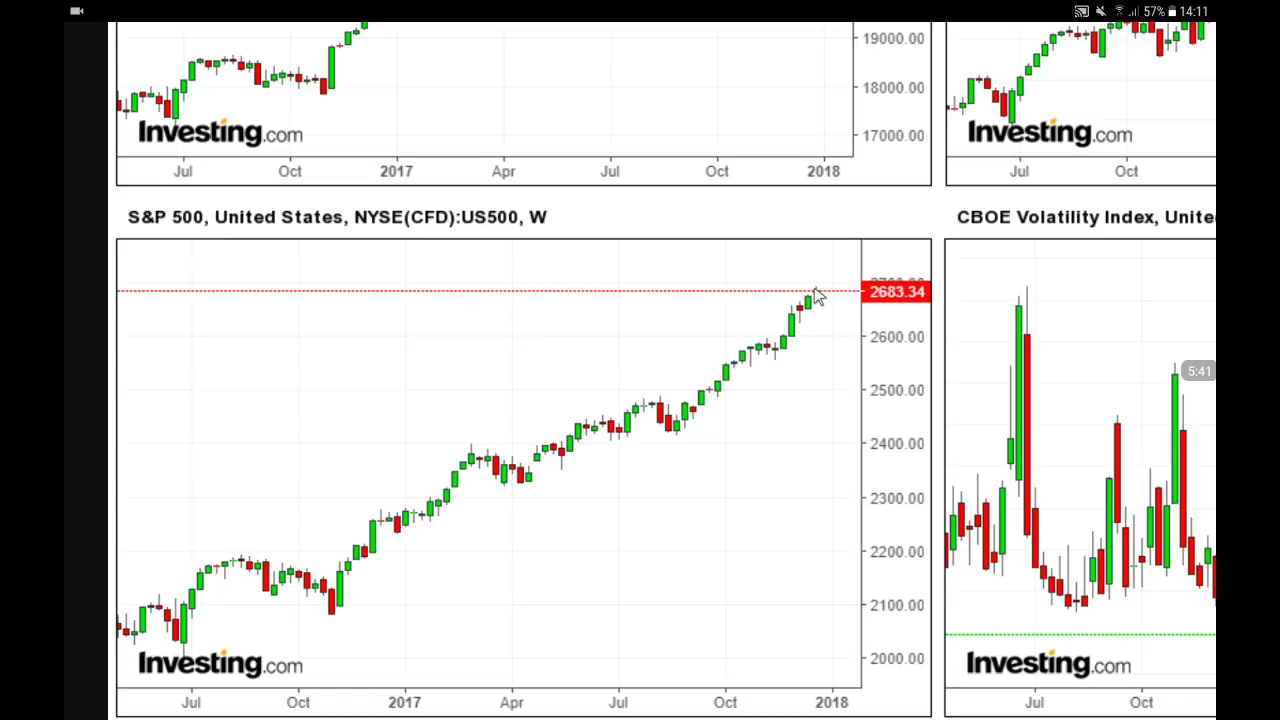 57% 14:11
19000.00
18000.00
17000.00
Investing.com
Jul Oct 2017 Apr Jul Oct 2018
Investing.com
Jul Oct
S&P 500, United States, NYSE(CFD):US500, W
2683.34
2600.00
2500.00
2400.00
2300.00
2200.00
2100.00
2000.00
Investing.com
Jul Oct 2017 Apr Jul Oct 2018
CBOE Volatility Index,
5:41
Investing.com
Jul Oct